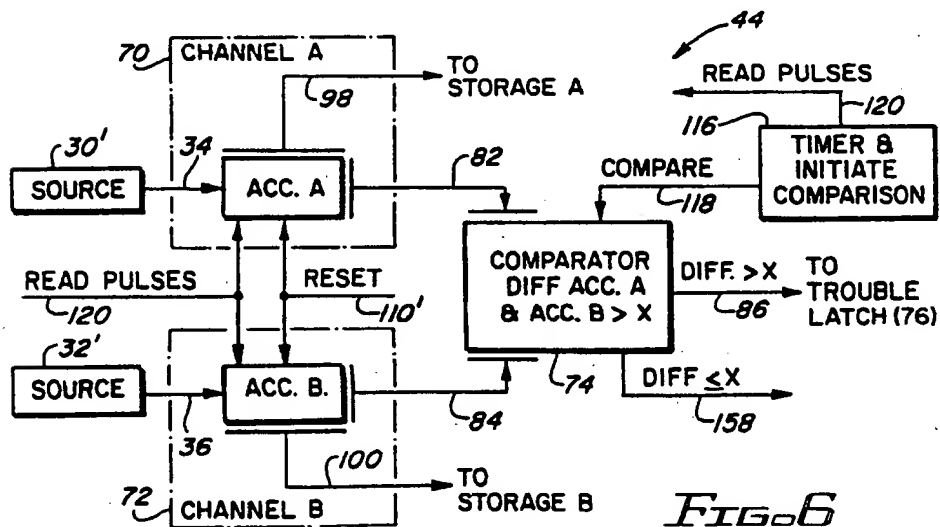 70
CHANNEL A
98
TO
STORAGE A
44
READ PULSES
120
116
TIMER &
INITIATE
COMPARISON
30'
SOURCE
34
ACC. A
82
COMPARE
118
READ PULSES
120
RESET
110'
COMPARATOR
DIFF ACC. A
& ACC. B > X
DIFF. > X
86
TO
TROUBLE
LATCH (76)
32'
SOURCE
36
ACC. B.
84
74
DIFF ≤ X
158
100
TO
STORAGE B
72
CHANNEL B
FIG. 6